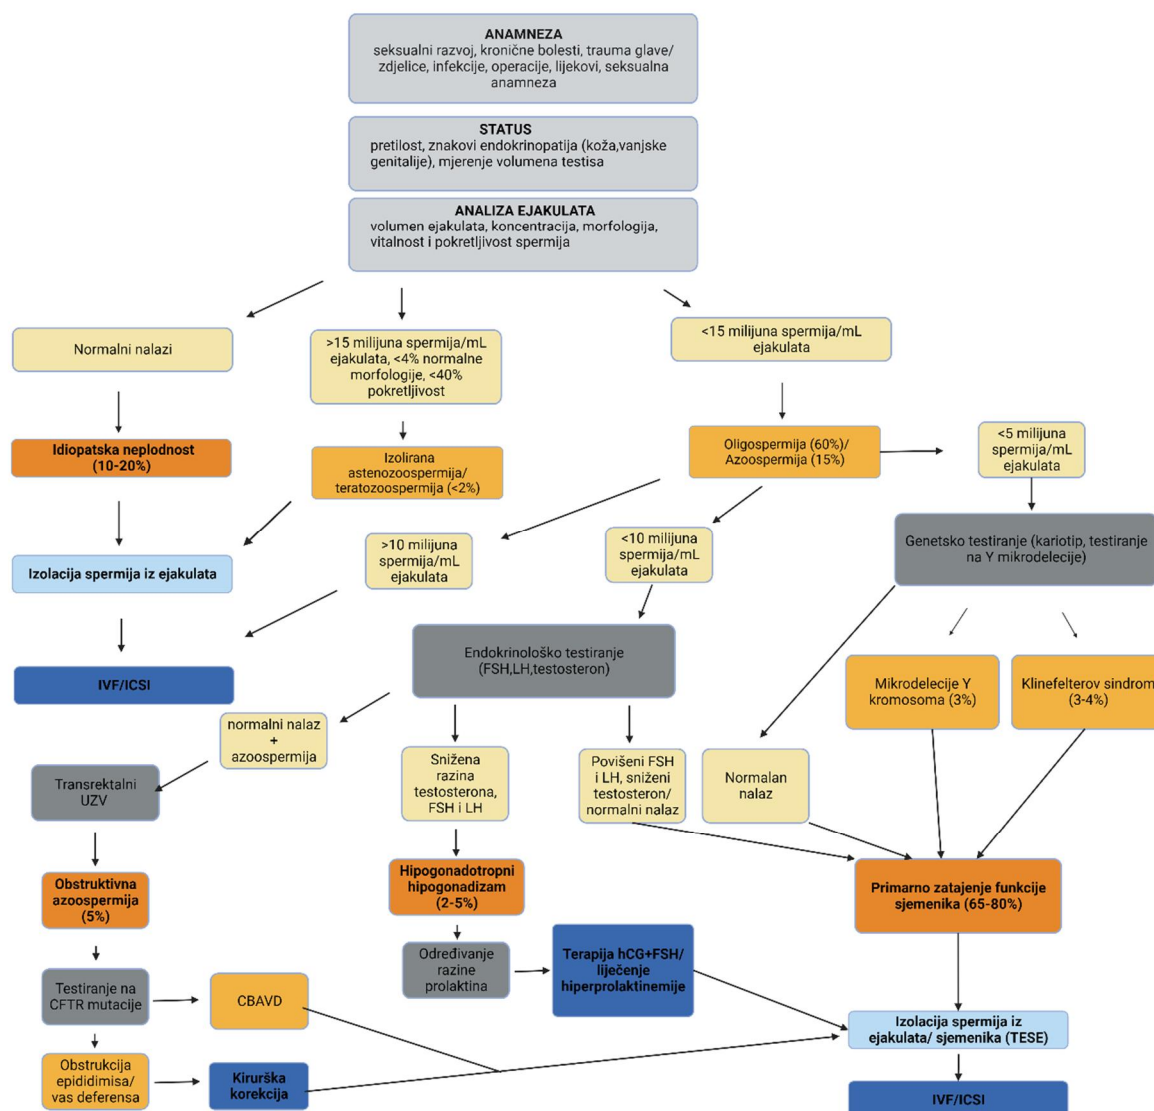 ANAMNEZA
seksualni razvoj, kronične bolesti, trauma glave/
zdjelice, infekcije, operacije, lijekovi, seksualna
anamneza
STATUS
pretilost, znakovi endokrinopatija (koža,vanjske
genitalije), mjerenje volumena testisa
ANALIZA EJAKULATA
volumen ejakulata, koncentracija, morfologija,
vitalnost i pokretljivost spermija
Normalni nalazi
>15 milijuna spermija/mL
ejakulata, <4% normalne
morfologije, <40%
pokretljivost
<15 milijuna spermija/mL
ejakulata
Idiopatska neplodnost
(10-20%)
Izolirana
astenozoospermija/
teratozoospermija (<2%)
Oligospermija (60%)/
Azoospermija (15%)
<5 milijuna
spermija/mL
ejakulata
Izolacija spermija iz ejakulata
>10 milijuna
spermija/mL
ejakulata
<10 milijuna
spermija/mL
ejakulata
Genetsko testiranje (kariotip, testiranje
na Y mikrodelecije)
IVF/ICSI
Endokrinološko testiranje
(FSH,LH,testosteron)
Mikrodelecije Y
kromosoma (3%)
Klinefelterov sindrom
(3-4%)
normalni nalaz
+
azoospermija
Transrektalni
UZV
Snižena
razina
testosterona,
FSH i LH
Povišeni FSH
i LH, sniženi
testosteron/
normalni nalaz
Normalan
nalaz
Obstruktivna
azoospermija
(5%)
Hipogonadotropni
hipogonadizam
(2-5%)
Primarno zatajenje funkcije
sjemenika (65-80%)
Testiranje na
CFTR mutacije
CBAVD
Određivanje
razine
prolaktina
Terapija hCG+FSH/
liječenje
hiperprolaktinemije
Izolacija spermija iz
ejakulata/ sjemenika (TESE)
Obstrukcija
epididimisa/
vas deferensa
Kirurška
korekcija
IVF/ICSI